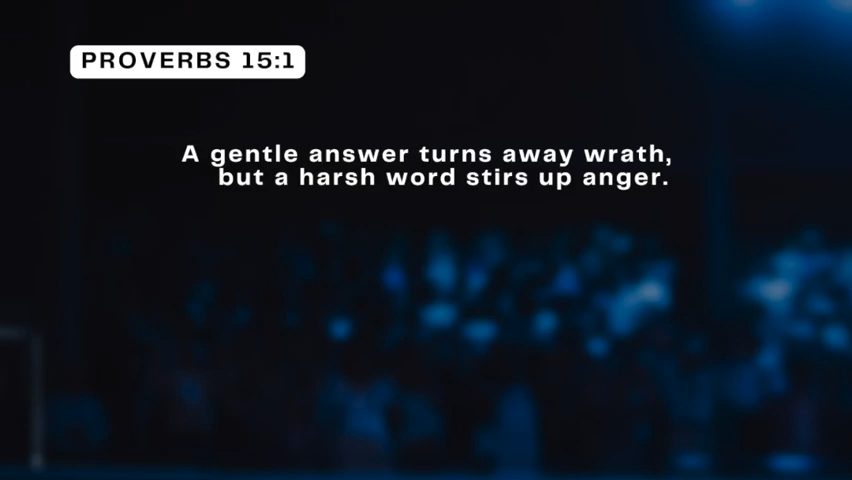 PROVERBS 15:1
A gentle answer turns away wrath,
but a harsh word stirs up anger.